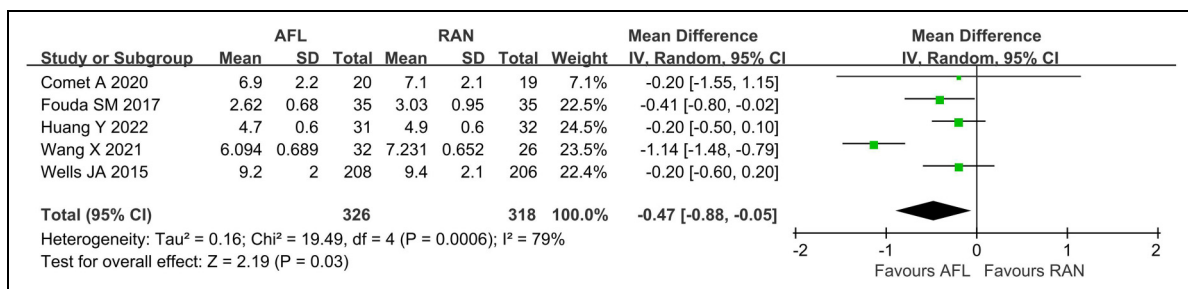 AFL RAN Mean Difference Mean Difference
Study or Subgroup Mean SD Total Mean SD Total Weight IV, Random, 95% CI IV, Random, 95% CI
Comet A 2020 6.9 2.2 20 7.1 2.1 19 7.1% -0.20 [-1.55, 1.15]
Fouda SM 2017 2.62 0.68 35 3.03 0.95 35 22.5% -0.41 [-0.80, -0.02]
Huang Y 2022 4.7 0.6 31 4.9 0.6 32 24.5% -0.20 [-0.50, 0.10]
Wang X 2021 6.094 0.689 32 7.231 0.652 26 23.5% -1.14 [-1.48, -0.79]
Wells JA 2015 9.2 2 208 9.4 2.1 206 22.4% -0.20 [-0.60, 0.20]
Total (95% CI) 326 318 100.0% -0.47 [-0.88, -0.05]
Heterogeneity: Tau² = 0.16; Chi² = 19.49, df = 4 (P = 0.0006); I² = 79%
Test for overall effect: Z = 2.19 (P = 0.03)
-2 -1 0 1 2
Favours AFL Favours RAN